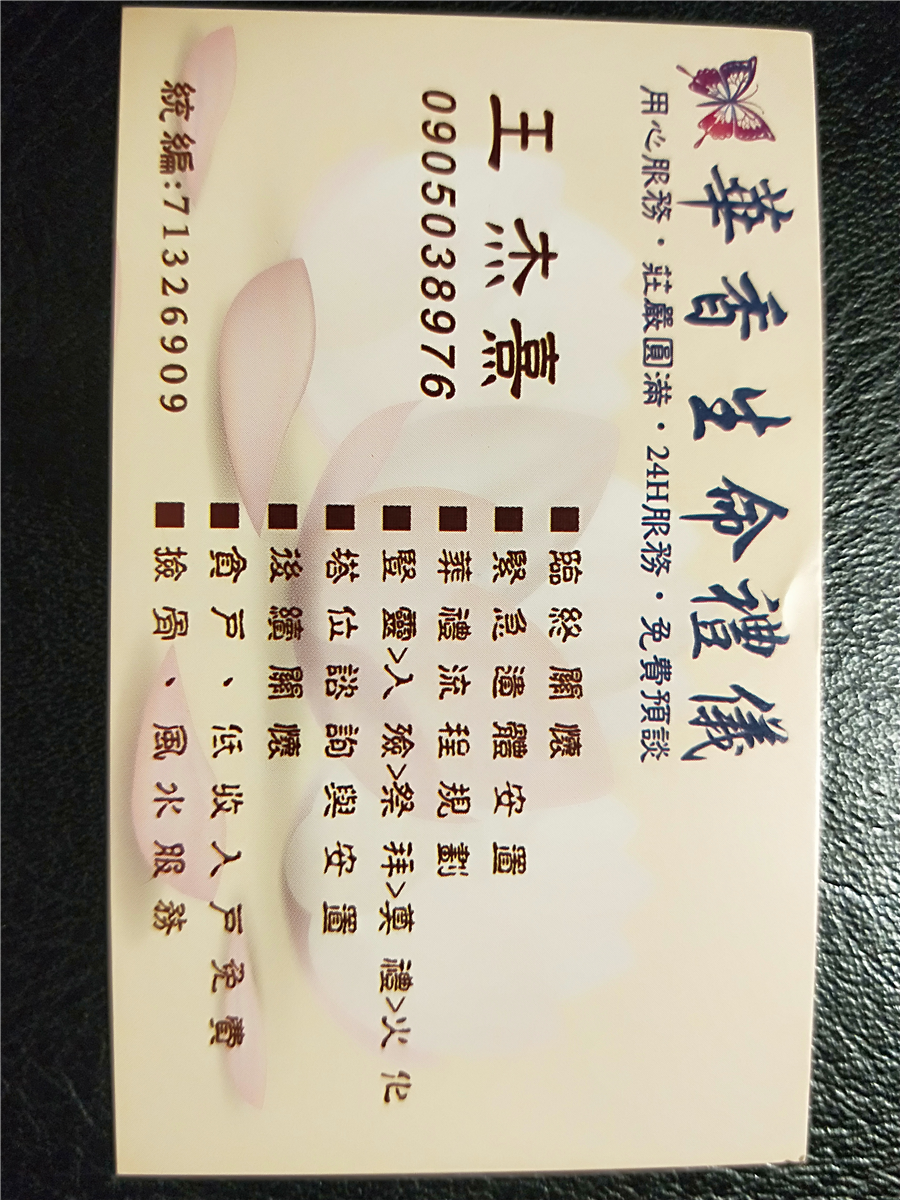 華香生命禮儀
用心服務・莊嚴圓滿・24H服務・免費預談
王杰熹
0905038976
■臨終關懷
■緊急遺體安置
■葬禮流程規劃
■豎靈>入殮>祭拜>奠禮>火化
■塔位諮詢與安置
■後續關懷
■貧戶、低收入戶免費
■撿骨、風水服務
統編:71326909